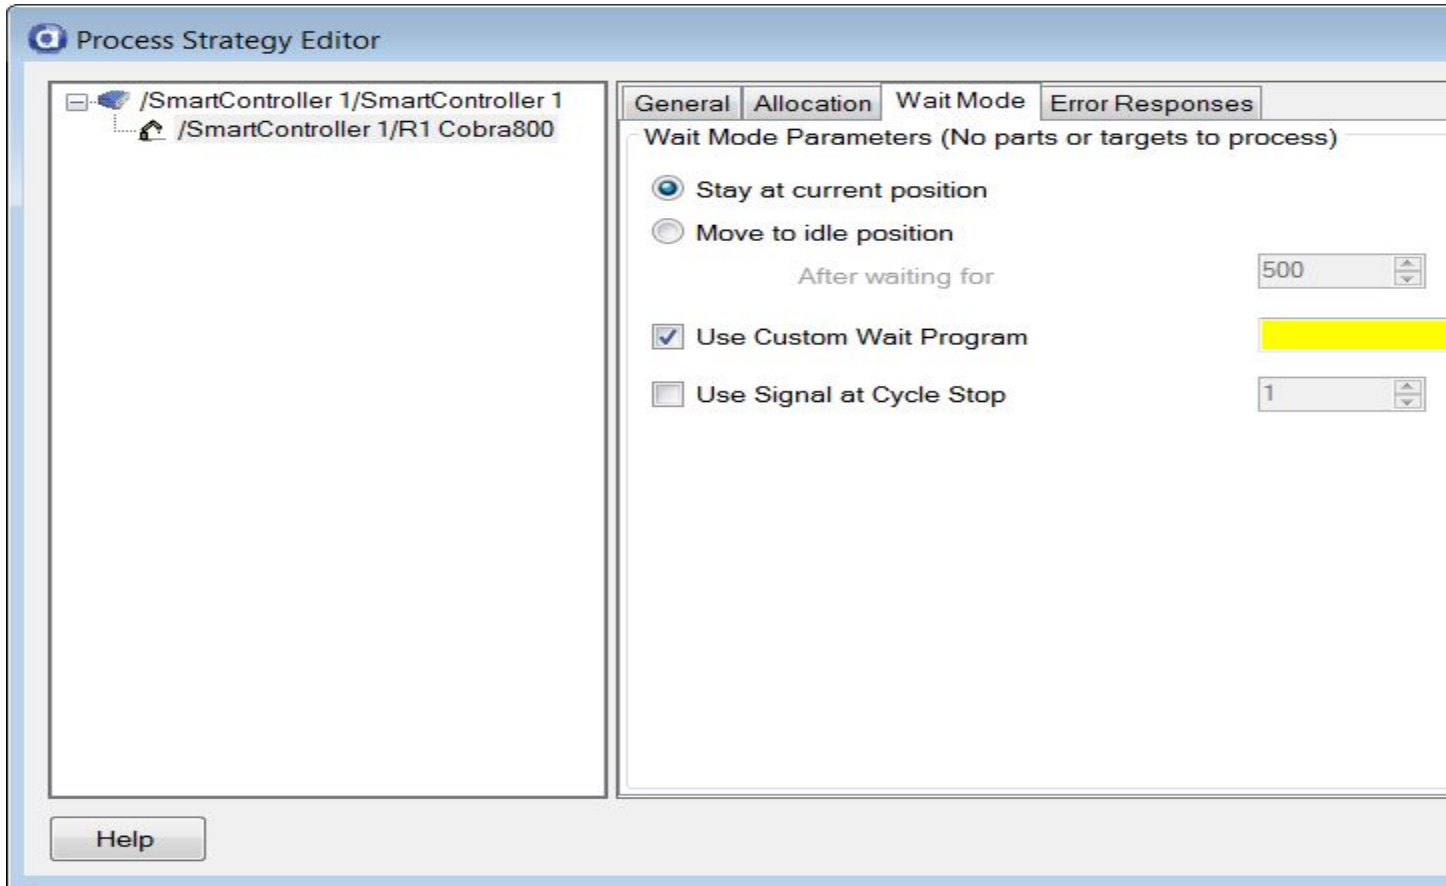 Process Strategy Editor
/SmartController 1/SmartController 1
/SmartController 1/R1 Cobra800
General Allocation Wait Mode Error Responses
Wait Mode Parameters (No parts or targets to process)
Stay at current position
Move to idle position
After waiting for 500
Use Custom Wait Program
Use Signal at Cycle Stop 1
Help